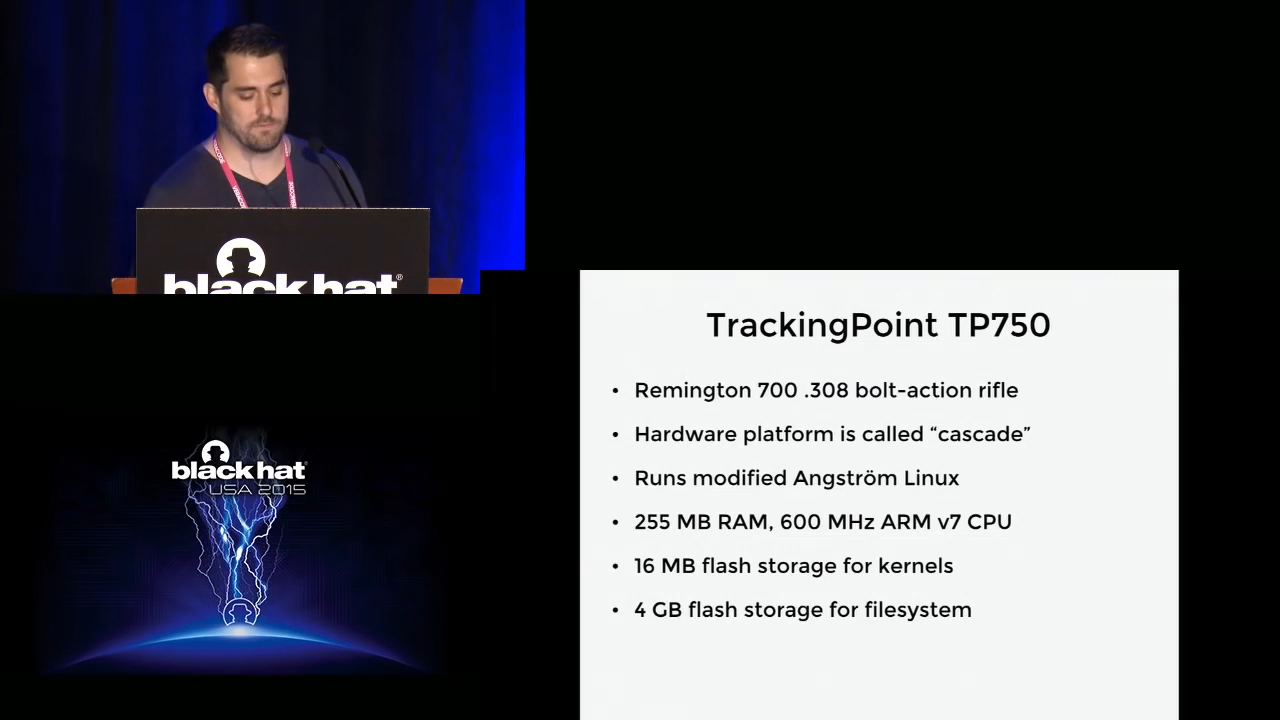 black hat®
black hat®
USA 2015
TrackingPoint TP750
• Remington 700 .308 bolt-action rifle
• Hardware platform is called “cascade”
• Runs modified Angström Linux
• 255 MB RAM, 600 MHz ARM v7 CPU
• 16 MB flash storage for kernels
• 4 GB flash storage for filesystem